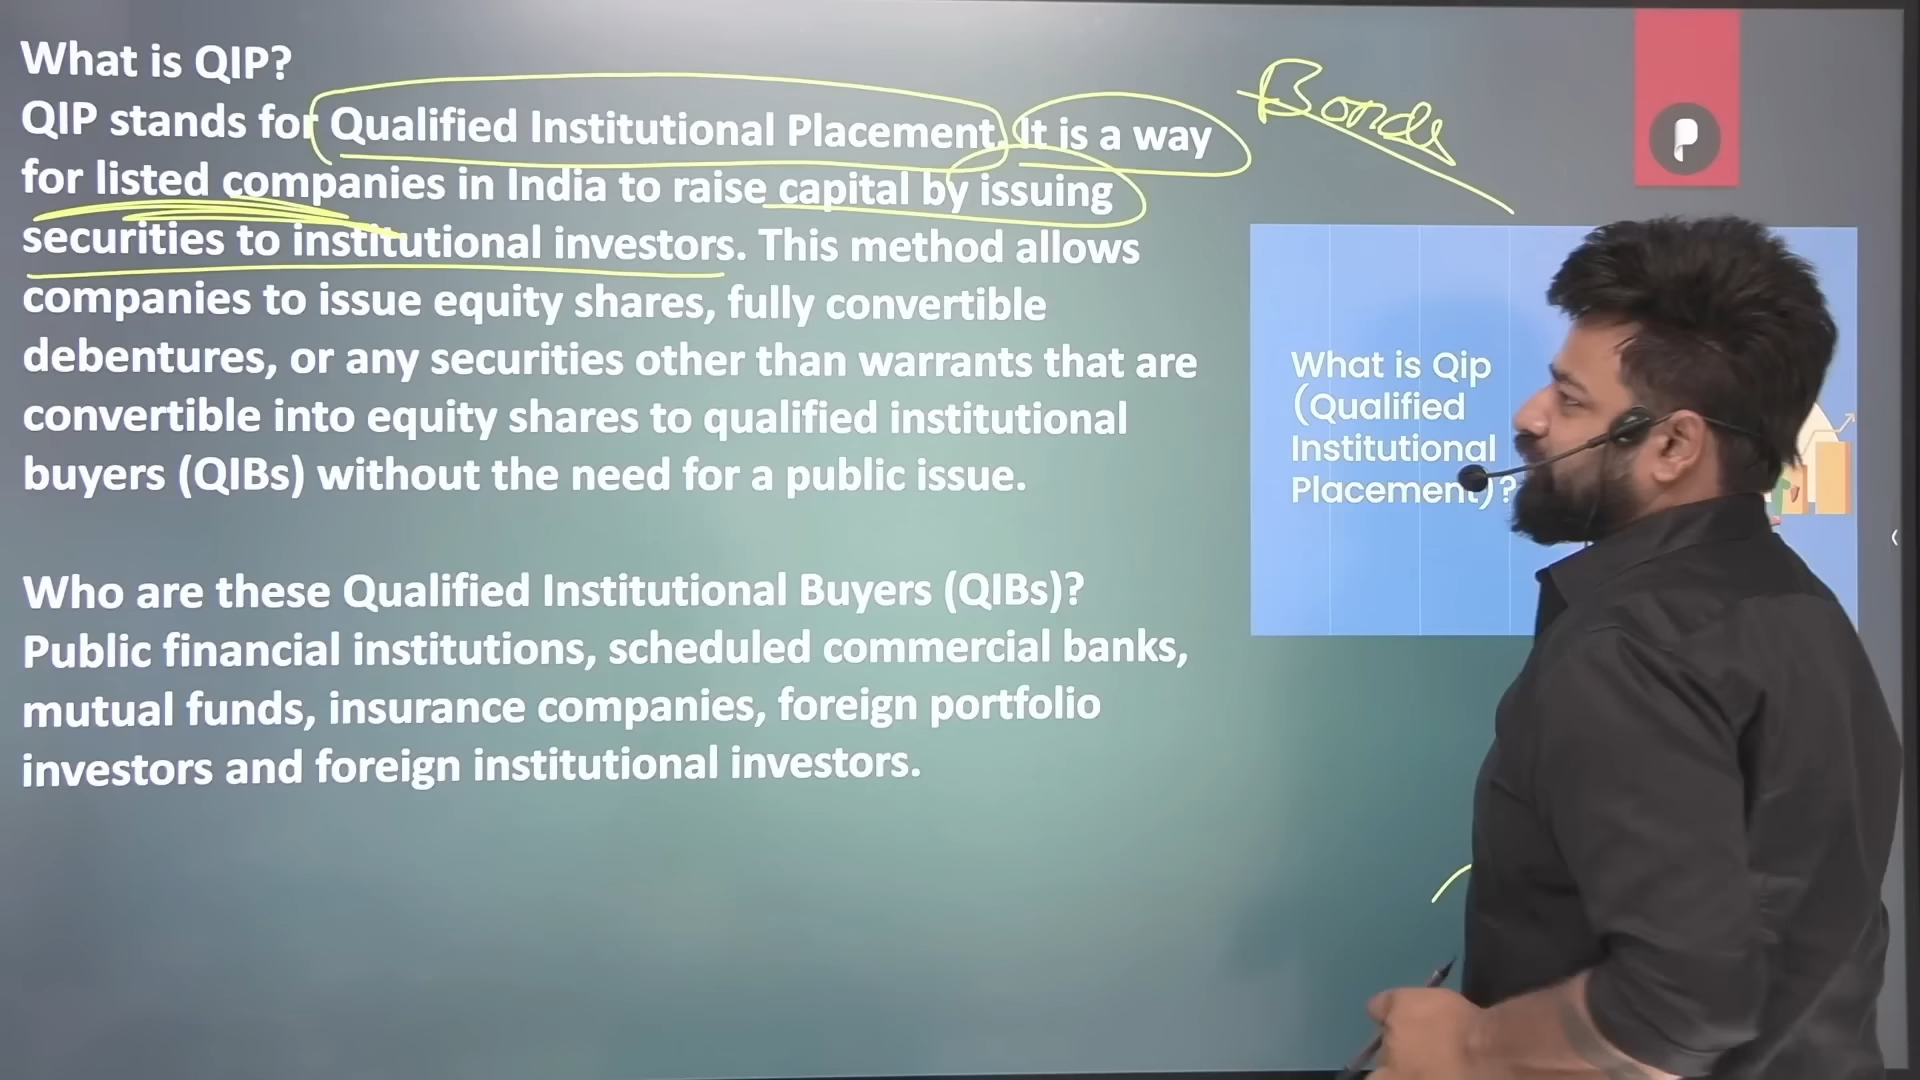 What is QIP?
QIP stands for Qualified Institutional Placement. It is a way
for listed companies in India to raise capital by issuing
securities to institutional investors. This method allows
companies to issue equity shares, fully convertible
debentures, or any securities other than warrants that are
convertible into equity shares to qualified institutional
buyers (QIBs) without the need for a public issue.
Who are these Qualified Institutional Buyers (QIBs)?
Public financial institutions, scheduled commercial banks,
mutual funds, insurance companies, foreign portfolio
investors and foreign institutional investors.
Bonds
What is Qip
(Qualified
Institutional
Placement)?